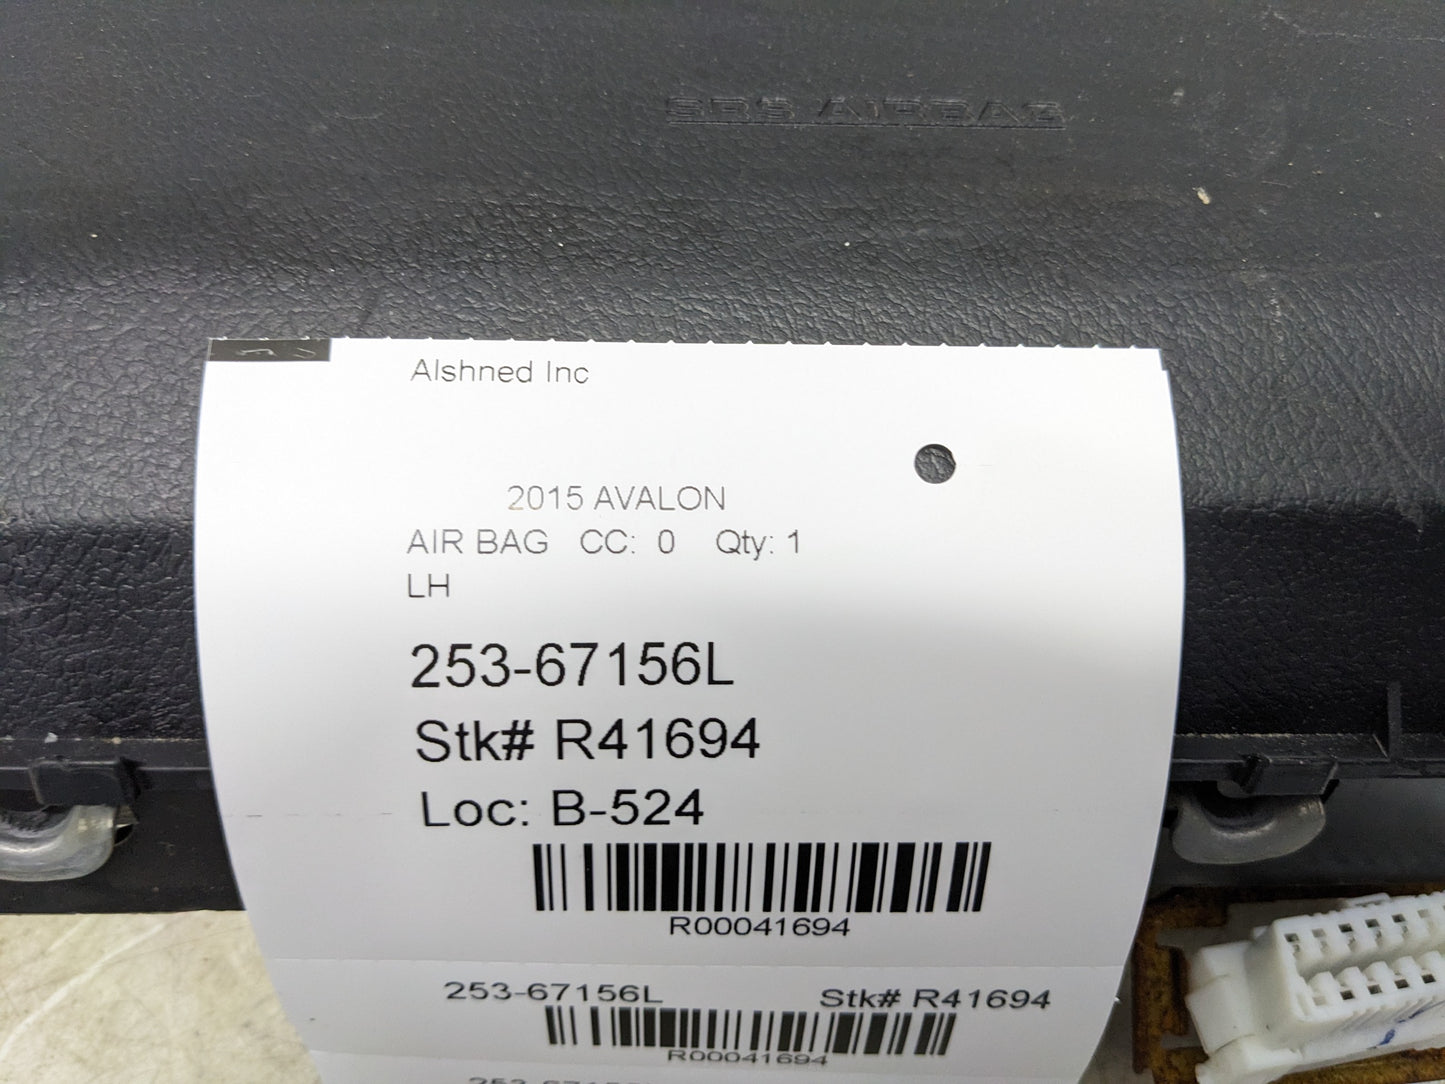 SRS AIRBAG
Alshned Inc
2015 AVALON
AIR BAG CC: 0 Qty: 1
LH
253-67156L
Stk# R41694
Loc: B-524
R00041694
253-67156L Stk# R41694
R00041694